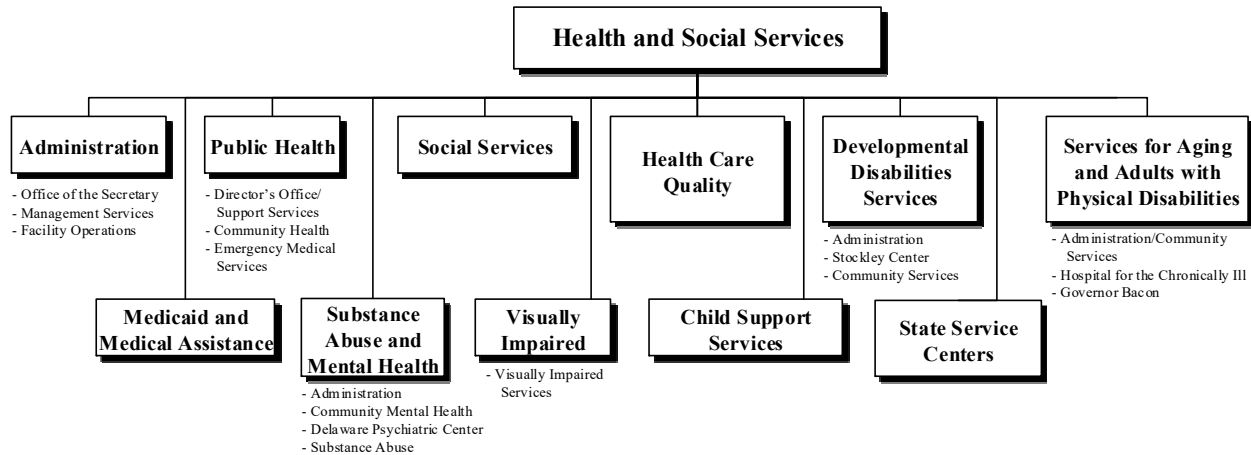 Health and Social Services
Administration
- Office of the Secretary
- Management Services
- Facility Operations
Public Health
- Director's Office/
Support Services
- Community Health
- Emergency Medical
Services
Social Services
Health Care
Quality
Developmental
Disabilities
Services
- Administration
- Stockley Center
- Community Services
Services for Aging
and Adults with
Physical Disabilities
- Administration/Community
Services
- Hospital for the Chronically Ill
- Governor Bacon
Medicaid and
Medical Assistance
Substance
Abuse and
Mental Health
- Administration
- Community Mental Health
- Delaware Psychiatric Center
- Substance Abuse
Visually
Impaired
- Visually Impaired
Services
Child Support
Services
State Service
Centers